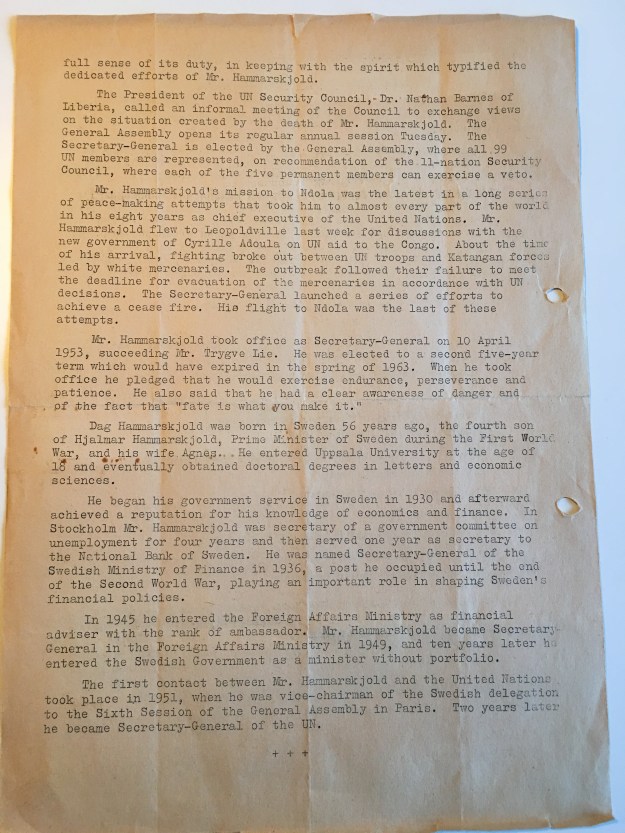 full sense of its duty, in keeping with the spirit which typified the
dedicated efforts of Mr. Hammarskjold.
The President of the UN Security Council,-Dr. Nathan Barnes of
Liberia, called an informal meeting of the Council to exchange views
on the situation created by the death of Mr. Hammarskjold. The
General Assembly opens its regular annual session Tuesday. The
Secretary-General is elected by the General Assembly, where all 99
UN members are represented, on recommendation of the 11-nation Security
Council, where each of the five permanent members can exercise a veto.
Mr. Hammarskjold's mission to Ndola was the latest in a long series
of peace-making attempts that took him to almost every part of the world
in his eight years as chief executive of the United Nations. Mr.
Hammarskjold flew to Leopoldville last week for discussions with the
new government of Cyrille Adoula on UN aid to the Congo. About the time
of his arrival, fighting broke out between UN troops and Katangan forces
led by white mercenaries. The outbreak followed their failure to meet
the deadline for evacuation of the mercenaries in accordance with UN
decisions. The Secretary-General launched a series of efforts to
achieve a cease fire. His flight to Ndola was the last of these
attempts.
Mr. Hammarskjold took office as Secretary-General on 10 April
1953, succeeding Mr. Trygve Lie. He was elected to a second five-year
term which would have expired in the spring of 1963. When he took
office he pledged that he would exercise endurance, perseverance and
patience. He also said that he had a clear awareness of danger and
of the fact that "fate is what you make it."
Dag Hammarskjold was born in Sweden 56 years ago, the fourth son
of Hjalmar Hammarskjold, Prime Minister of Sweden during the First World
War, and his wife Agnes... He entered Uppsala University at the age of
18 and eventually obtained doctoral degrees in letters and economic
sciences.
He began his government service in Sweden in 1930 and afterward
achieved a reputation for his knowledge of economics and finance. In
Stockholm Mr. Hammarskjold was secretary of a government committee on
unemployment for four years and then served one year as secretary to
the National Bank of Sweden. He was named Secretary-General of the
Swedish Ministry of Finance in 1936, a post he occupied until the end
of the Second World War, playing an important role in shaping Sweden's
financial policies.
In 1945 he entered the Foreign Affairs Ministry as financial
adviser with the rank of ambassador. Mr. Hammarskjold became Secretary-
General in the Foreign Affairs Ministry in 1949, and ten years later he
entered the Swedish Government as a minister without portfolio.
The first contact between Mr. Hammarskjold and the United Nations
took place in 1951, when he was vice-chairman of the Swedish delegation
to the Sixth Session of the General Assembly in Paris. Two years later
he became Secretary-General of the UN.
+ + +